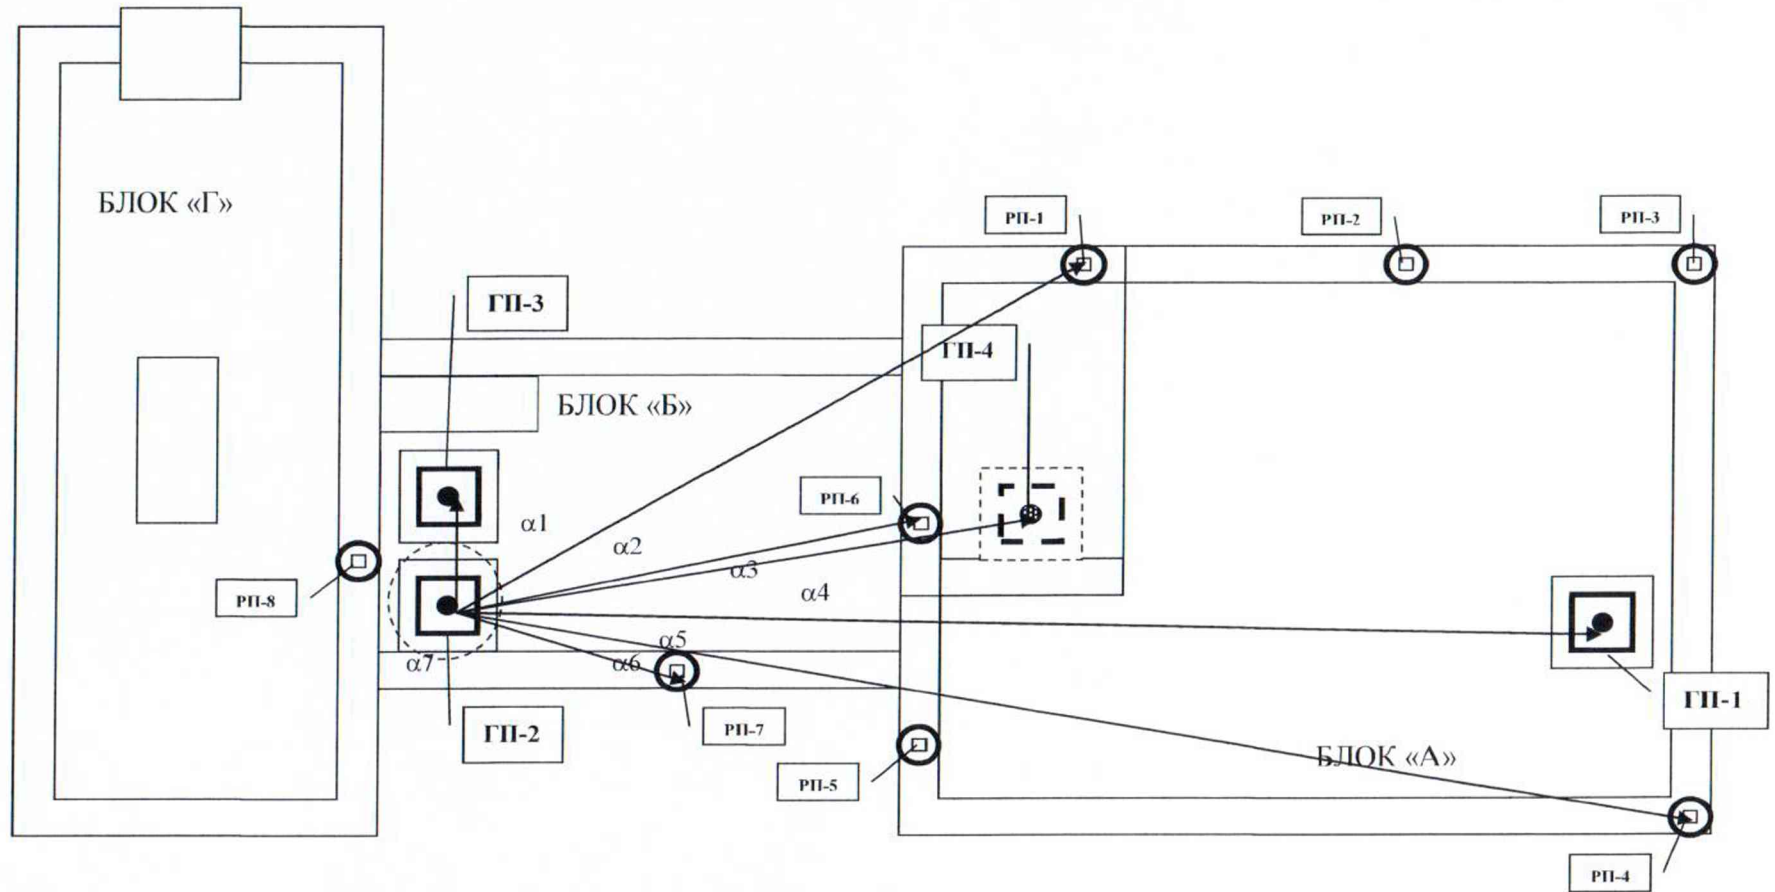 БЛОК «Г»
РП-1
РП-2
РП-3
ГП-3
ГП-4
БЛОК «Б»
РП-6
α1
α2
α3
α4
РП-8
α5
α7
α6
ГП-1
РП-7
ГП-2
БЛОК «А»
РП-5
РП-4